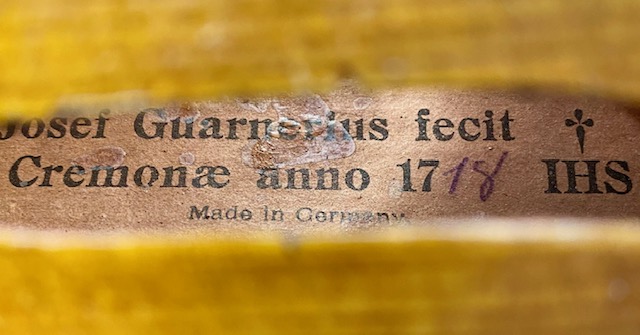 Josef Guarnerius fecit †
Cremonæ anno 1718 IHS
Made in Germany